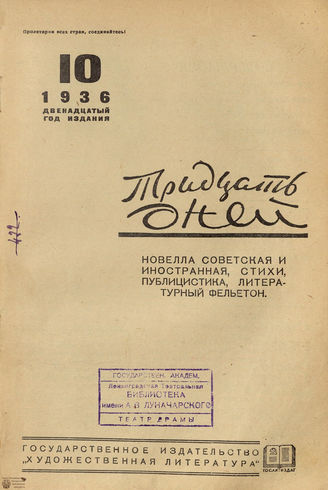 Пролетарии всех стран, соединяйтесь!
10
1936
ДВЕНАДЦАТЫЙ
ГОД ИЗДАНИЯ
Тридцать
дней
НОВЕЛЛА СОВЕТСКАЯ И
ИНОСТРАННАЯ, СТИХИ,
ПУБЛИЦИСТИКА, ЛИТЕРА-
ТУРНЫЙ ФЕЛЬЕТОН.
ГОСУДАРСТВЕН. АКАДЕМ.
Ленинградская Театральная
БИБЛИОТЕКА
имени А. В. ЛУНАЧАРСКОГО
ТЕАТР ДРАМЫ
ГОСУДАРСТВЕННОЕ ИЗДАТЕЛЬСТВО
„ХУДОЖЕСТВЕННАЯ ЛИТЕРАТУРА“
ГОСЛИТИЗДАТ